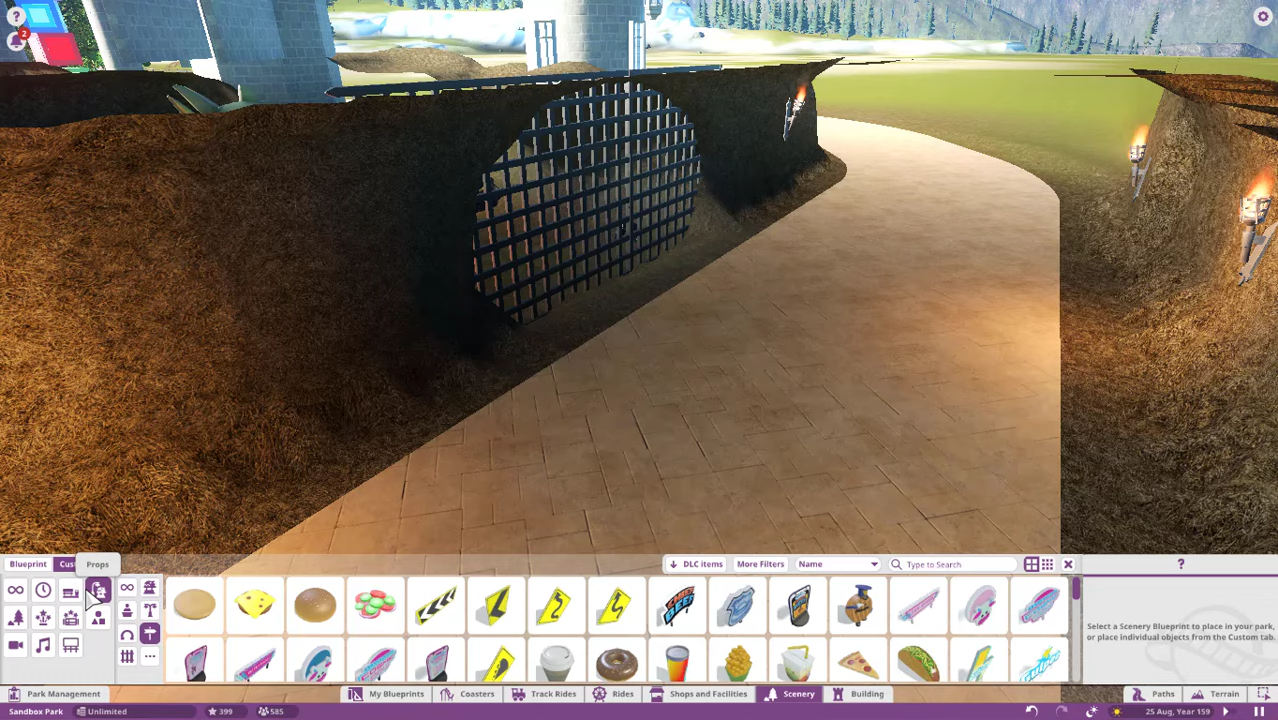 ?
2
Blueprint
Cus
Props
DLC items
More Filters
Name
Type to Search
?
Select a Scenery Blueprint to place in your park,
or place individual objects from the Custom tab.
Park Management
My Blueprints
Coasters
Track Rides
Rides
Shops and Facilities
Scenery
Building
Paths
Terrain
Sandbox Park
Unlimited
399
585
25 Aug, Year 159